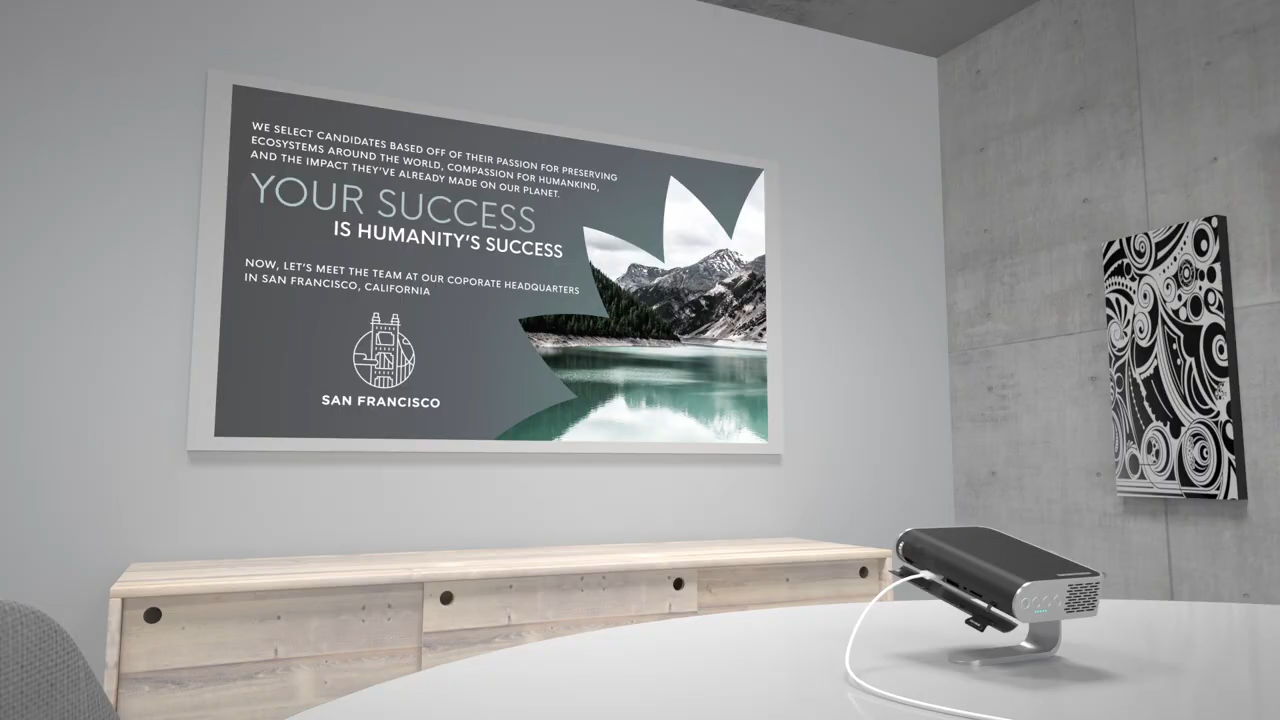 WE SELECT CANDIDATES BASED OFF OF THEIR PASSION FOR PRESERVING
ECOSYSTEMS AROUND THE WORLD, COMPASSION FOR HUMANKIND,
AND THE IMPACT THEY'VE ALREADY MADE ON OUR PLANET.
YOUR SUCCESS
IS HUMANITY'S SUCCESS
NOW, LET'S MEET THE TEAM AT OUR COPORATE HEADQUARTERS
IN SAN FRANCISCO, CALIFORNIA
SAN FRANCISCO